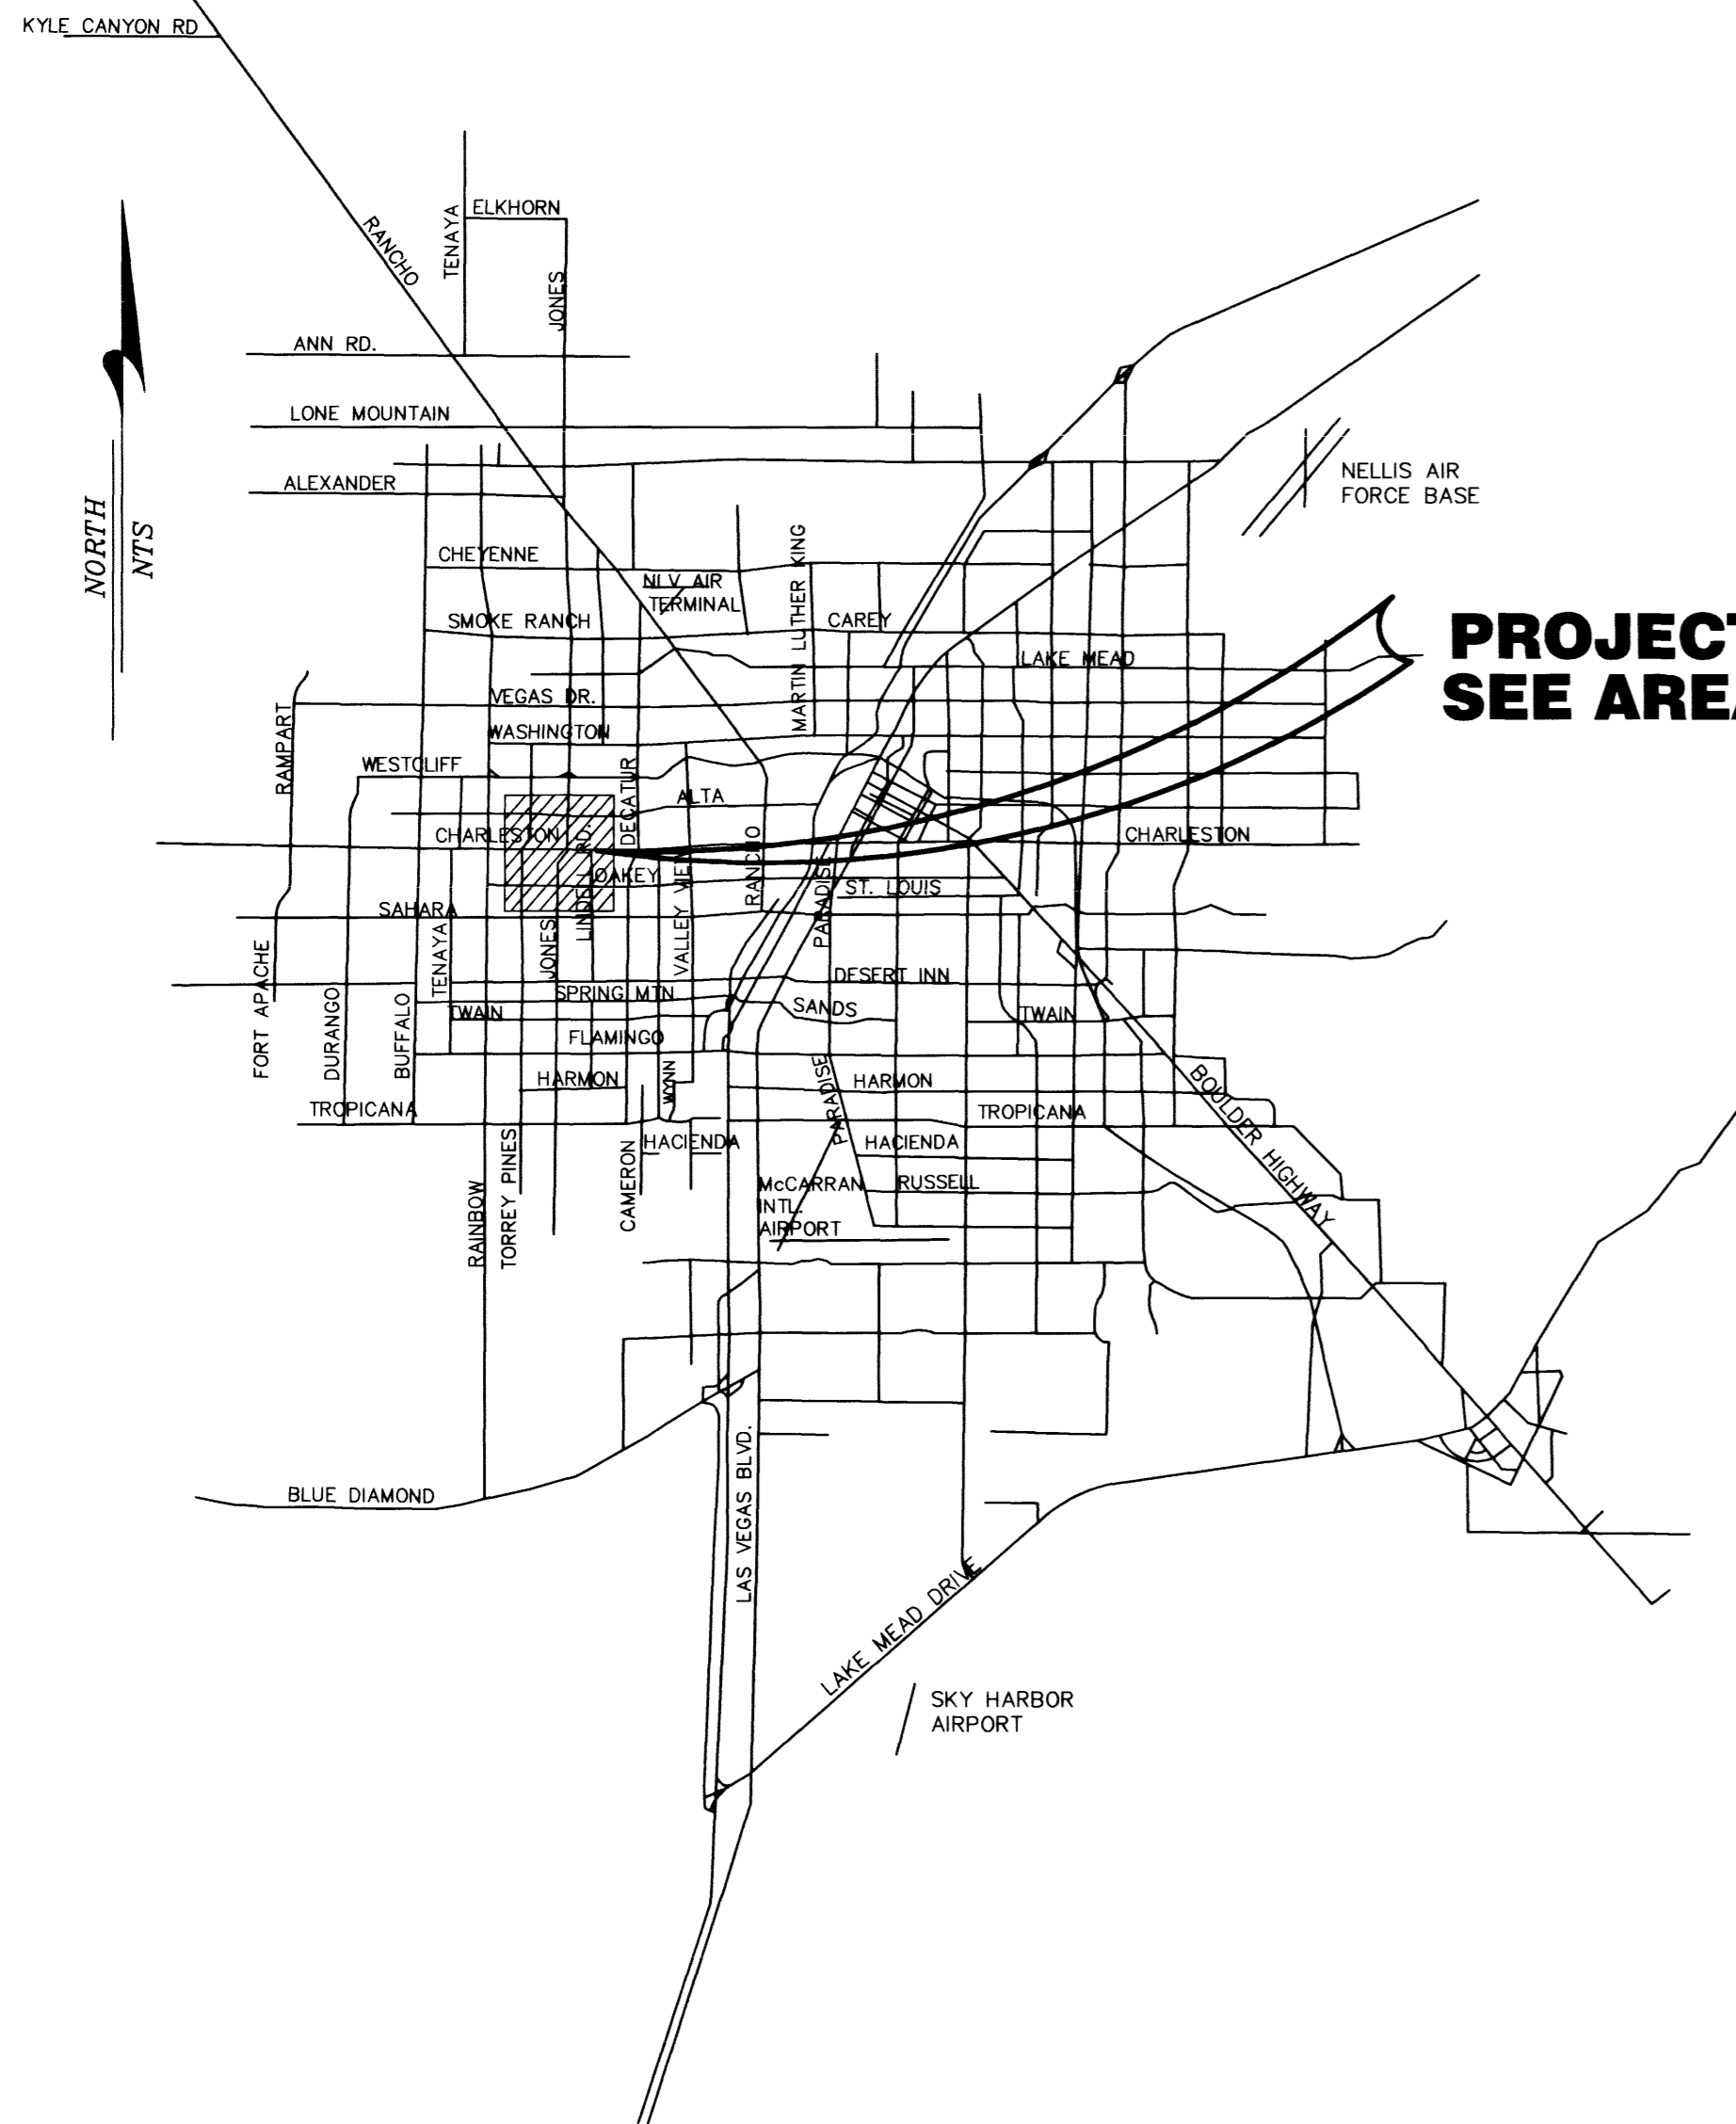 KYLE CANYON RD
RANCHO
TENAYA
ELKHORN
JONES
ANN RD.
LONE MOUNTAIN
ALEXANDER
NELLIS AIR
FORCE BASE
NORTH
NTS
CHEYENNE
NLV AIR
TERMINAL
MARTIN LUTHER KING
SMOKE RANCH
CAREY
LAKE MEAD
PROJECT
SEE AREA
VEGAS DR.
RAMPART
WASHINGTON
WESTCLIFF
DECATUR
ALTA
CHARLESTON
CHARLESTON
RANCHO
OAKEY
ST. LOUIS
SAHARA
PARADISE
VALLEY VIEW
TENAYA
JONES
DESERT INN
SPRING MTN.
SANDS
TWAIN
TWAIN
FORT APACHE
DURANGO
BUFFALO
FLAMINGO
HARMON
WYNN
PARADISE
HARMON
BOULDER HIGHWAY
TROPICANA
TROPICANA
HACIENDA
HACIENDA
RAINBOW
TORREY PINES
CAMERON
McCARRAN
INTL.
AIRPORT
RUSSELL
BLUE DIAMOND
LAS VEGAS BLVD.
LAKE MEAD DRIVE
SKY HARBOR
AIRPORT